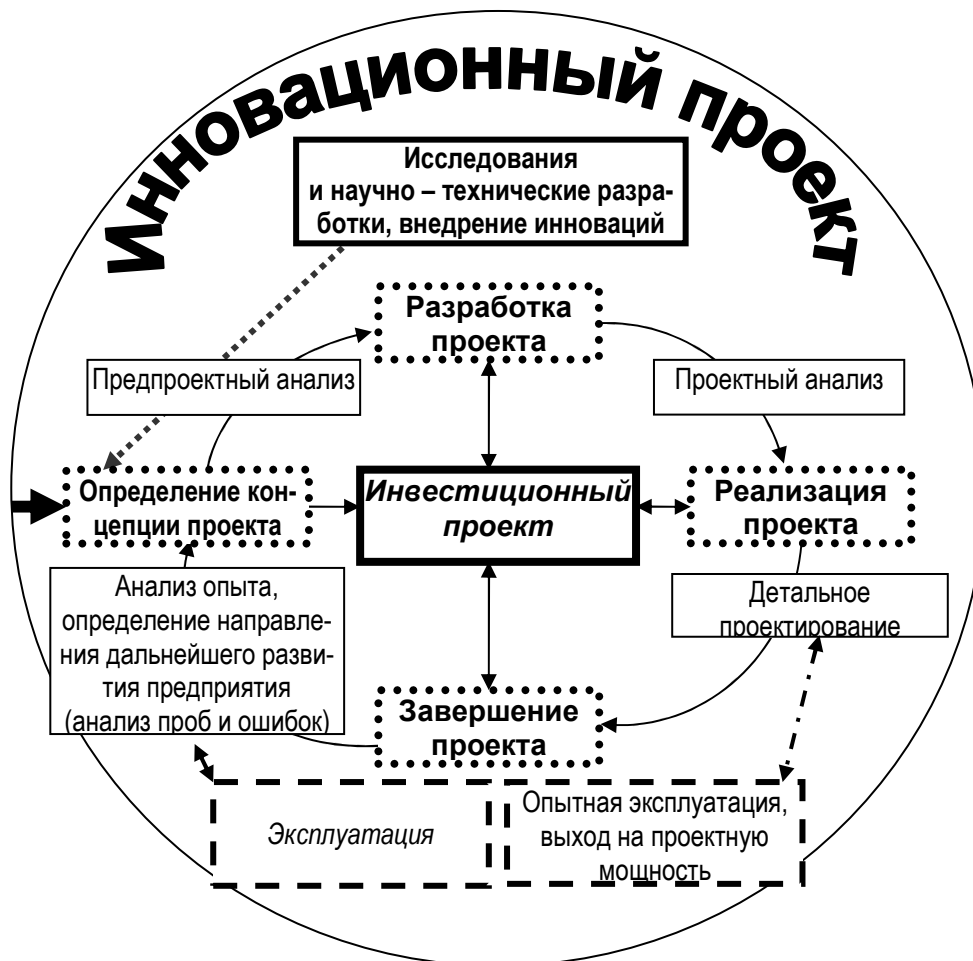 Инновационный проект
Исследования
и научно – технические разра-
ботки, внедрение инноваций
Разработка
проекта
Предпроектный анализ
Проектный анализ
Определение кон-
цепции проекта
Инвестиционный
проект
Реализация
проекта
Анализ опыта,
определение направле-
ния дальнейшего разви-
тия предприятия
(анализ проб и ошибок)
Детальное
проектирование
Завершение
проекта
Эксплуатация
Опытная эксплуатация,
выход на проектную
мощность